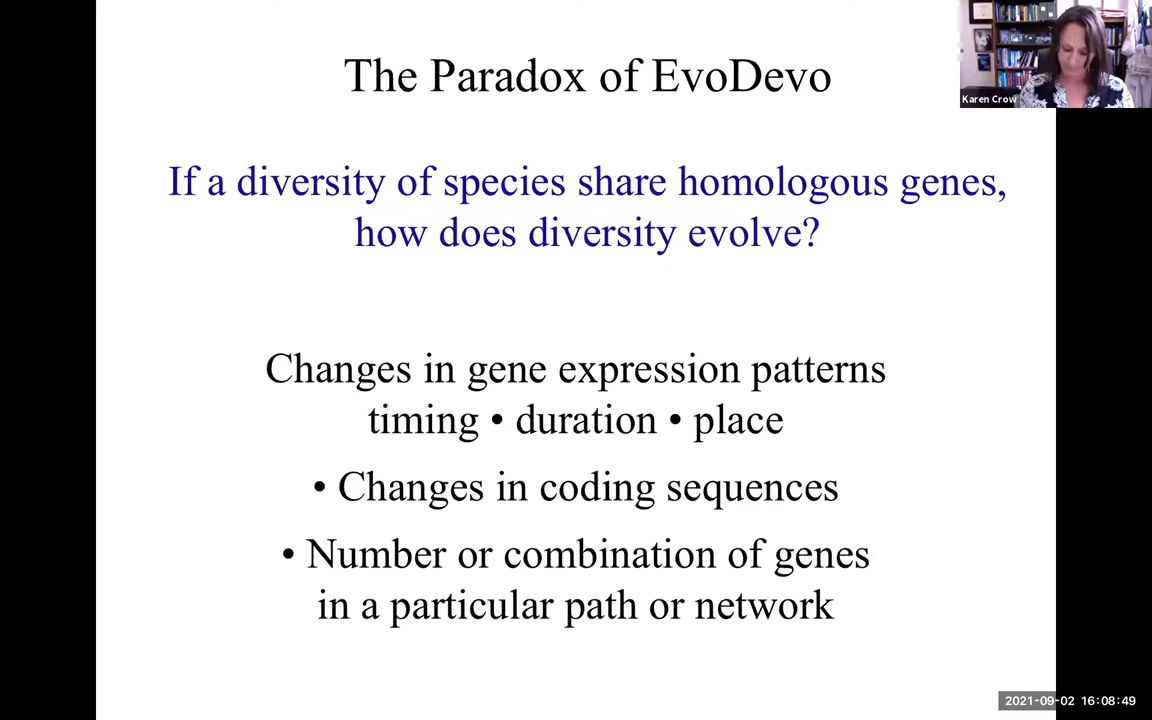 The Paradox of EvoDevo
Karen Crow
If a diversity of species share homologous genes,
how does diversity evolve?
Changes in gene expression patterns
timing • duration • place
• Changes in coding sequences
• Number or combination of genes
in a particular path or network
2021-09-02 16:08:49